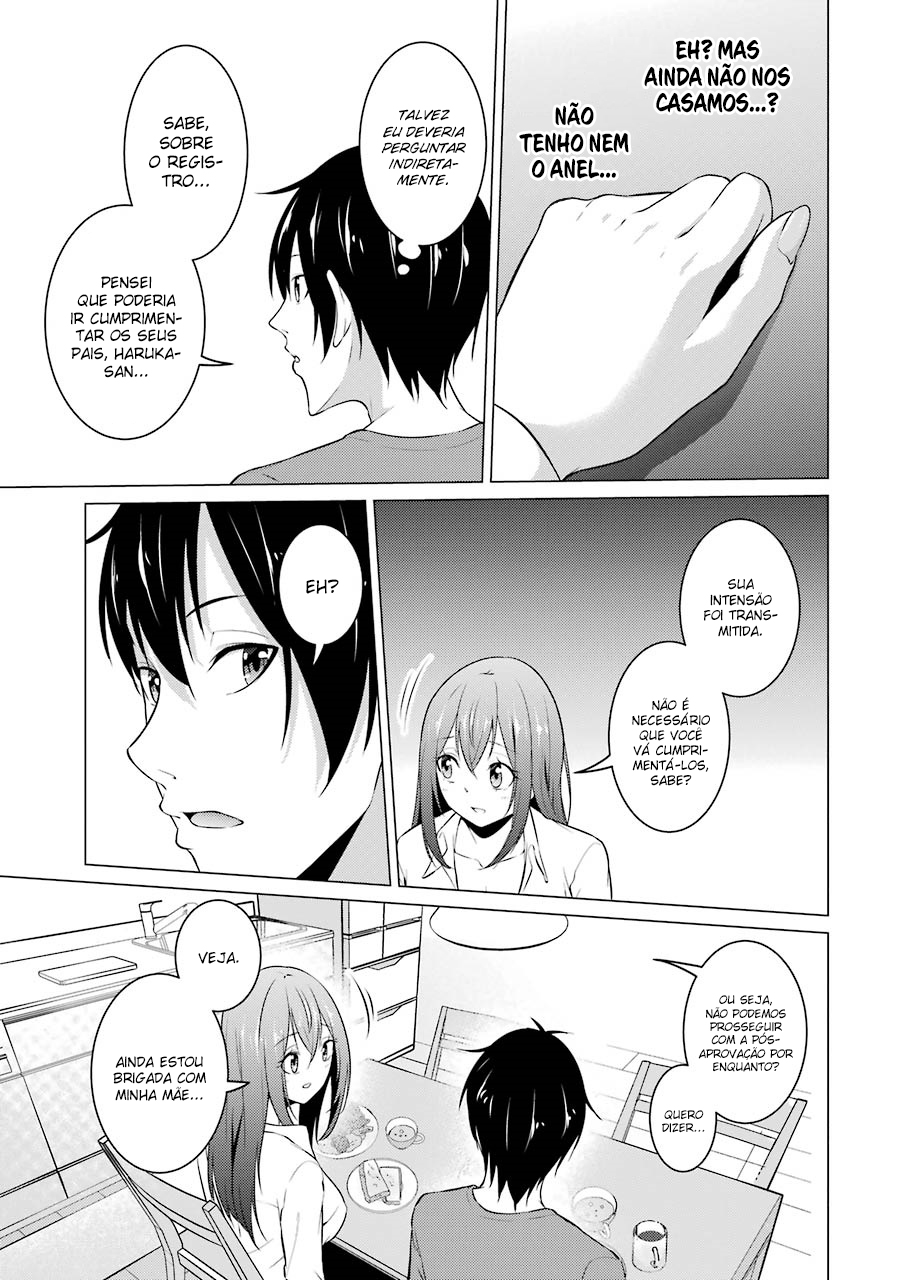 EH? MAS
AINDA NÃO NOS
CASAMOS...?
NÃO
TENHO NEM
O ANEL...
TALVEZ
EU DEVERIA
PERGUNTAR
INDIRETA-
MENTE.
SABE,
SOBRE
O REGIS-
TRO...
PENSEI
QUE PODERIA
IR CUMPRIMEN-
TAR OS SEUS
PAIS, HARUKA-
SAN...
SUA
INTENSÃO
FOI TRANS-
MITIDA.
NÃO É
NECESSÁRIO
QUE VOCÊ
VÁ CUMPRI-
MENTÁ-LOS,
SABE?
EH?
OU SEJA,
NÃO PODEMOS
PROSSEGUIR
COM A PÓS-
APROVAÇÃO POR
ENQUANTO?
QUERO
DIZER...
VEJA.
AINDA ESTOU
BRIGADA COM
MINHA MÃE...